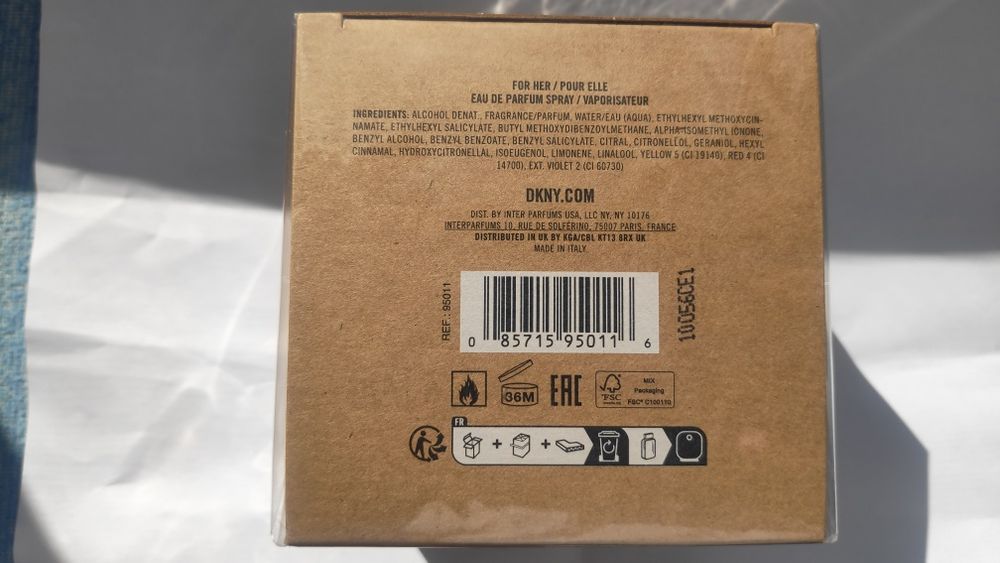 FOR HER / POUR ELLE
EAU DE PARFUM SPRAY / VAPORISATEUR
INGREDIENTS: ALCOHOL DENAT., FRAGRANCE/PARFUM, WATER/EAU (AQUA), ETHYLHEXYL METHOXYCIN-
NAMATE, ETHYLHEXYL SALICYLATE, BUTYL METHOXYDIBENZOYLMETHANE, ALPHA-ISOMETHYL IONONE,
BENZYL ALCOHOL, BENZYL BENZOATE, BENZYL SALICYLATE, CITRAL, CITRONELLOL, GERANIOL, HEXYL
CINNAMAL, HYDROXYCITRONELLAL, ISOEUGENOL, LIMONENE, LINALOOL, YELLOW 5 (CI 19140), RED 4 (CI
14700), EXT. VIOLET 2 (CI 60730)
DKNY.COM
DIST. BY INTER PARFUMS USA, LLC NY, NY 10176
INTERPARFUMS 10, RUE DE SOLFÉRINO, 75007 PARIS, FRANCE
DISTRIBUTED IN UK BY KGA/CBL KT13 8RX UK
MADE IN ITALY
REF.: 95011
0 85715 95011 6
10056CE1
36M
EAC
FSC
MIX
Packaging
FSC® C100110
FR